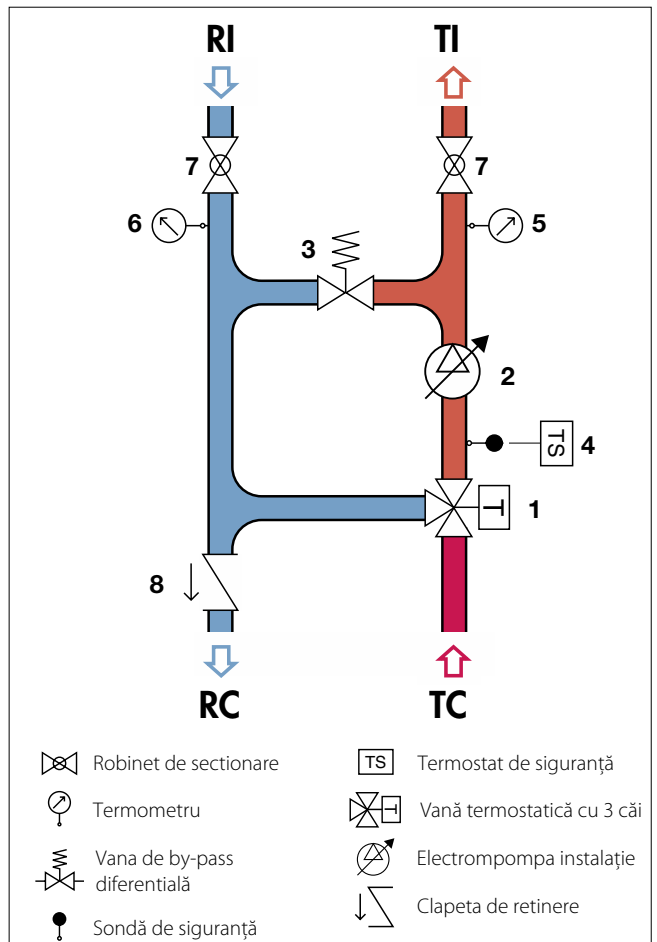 RI
TI
7
7
6
3
5
2
TS
4
T
1
8
RC
TC
Robinet de sectionare
Termometru
Vana de by-pass
diferentială
Sondă de siguranță
TS
Termostat de siguranță
T
Vană termostatică cu 3 căi
Electrompompa instalație
Clapeta de retinere